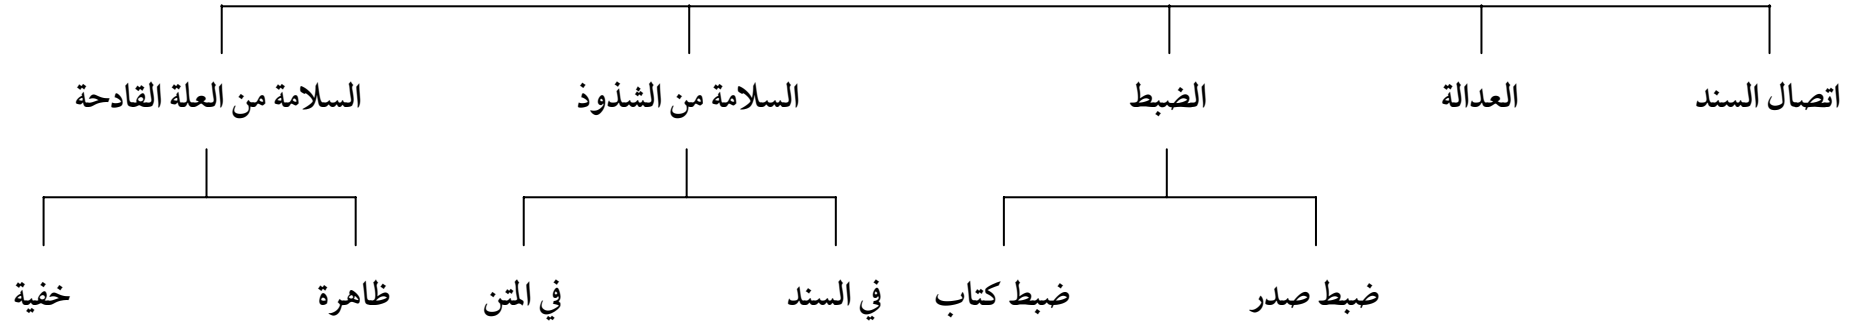 اتصال السند العدالة الضبط السلامة من الشذوذ السلامة من العلة القادحة
ضبط صدر ضبط كتاب في السند في المتن ظاهرة خفية